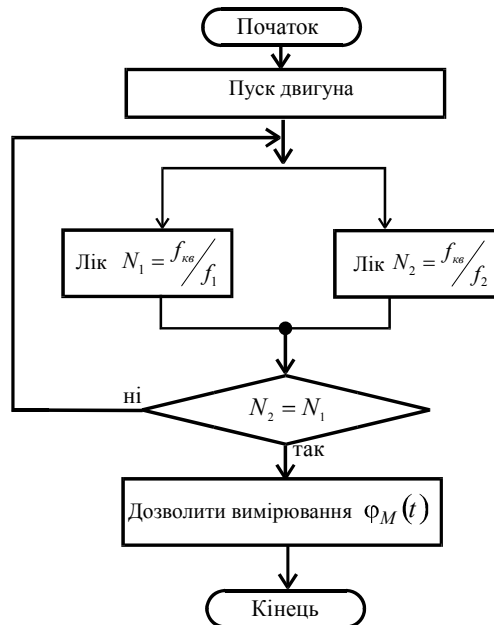 Початок
Пуск двигуна
Лік N₁ = f_кв / f₁
Лік N₂ = f_кв / f₂
ні
N₂ = N₁
так
Дозволити вимірювання φ_M(t)
Кінець